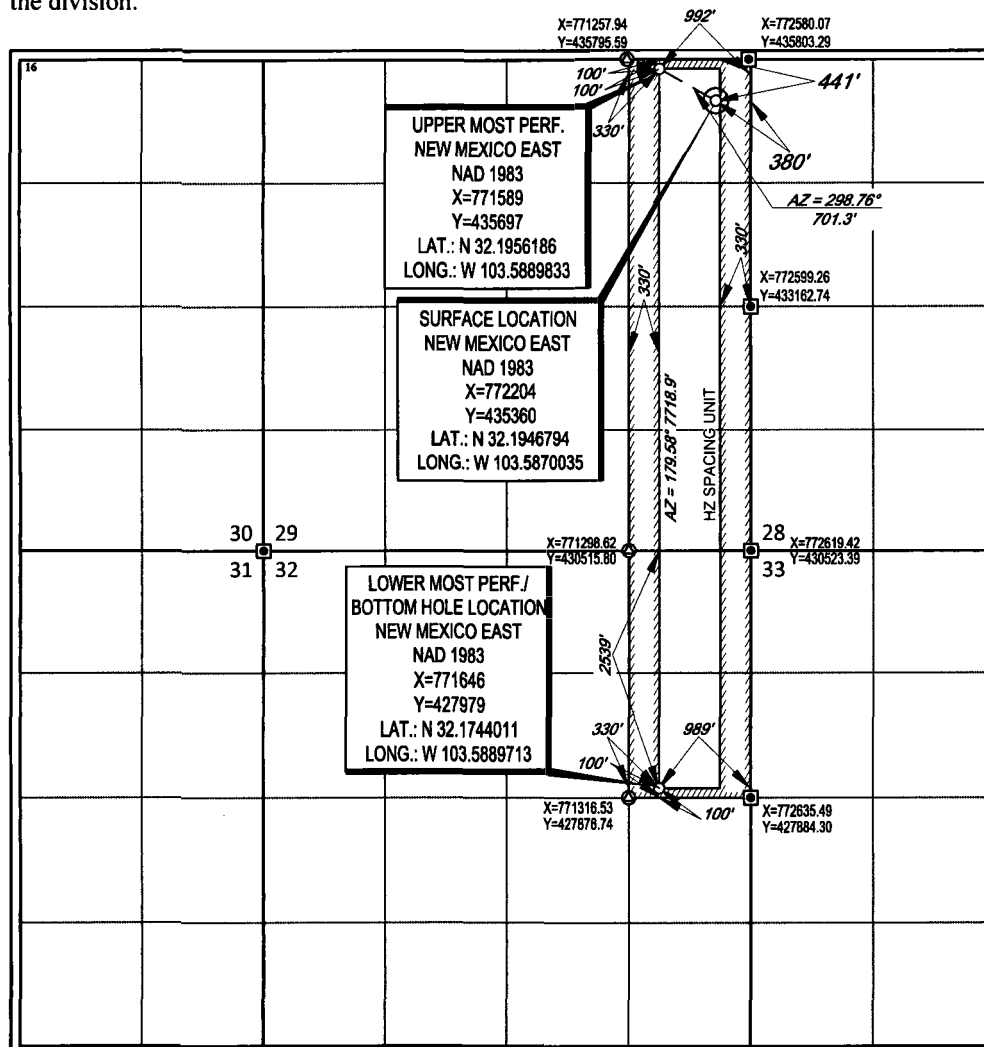 the division.
X=771257.94
Y=435795.59
992'
X=772580.07
Y=435803.29
16
100'
100'
330'
441'
380'
AZ = 298.76°
701.3'
UPPER MOST PERF.
NEW MEXICO EAST
NAD 1983
X=771589
Y=435697
LAT.: N 32.1956186
LONG.: W 103.5889833
330'
330'
X=772599.26
Y=433162.74
SURFACE LOCATION
NEW MEXICO EAST
NAD 1983
X=772204
Y=435360
LAT.: N 32.1946794
LONG.: W 103.5870035
AZ = 179.58° 7718.9'
HZ SPACING UNIT
30 29
31 32
X=771298.62
Y=430515.80
28
33
X=772619.42
Y=430523.39
LOWER MOST PERF./
BOTTOM HOLE LOCATION
NEW MEXICO EAST
NAD 1983
X=771646
Y=427979
LAT.: N 32.1744011
LONG.: W 103.5889713
2539'
330'
989'
100'
100'
X=771316.53
Y=427876.74
X=772635.49
Y=427884.30